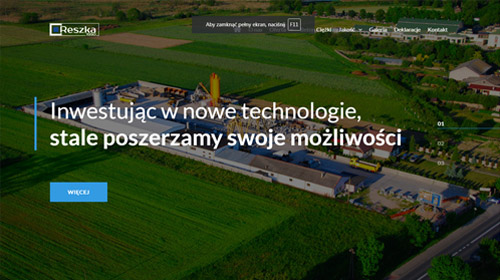 Reszka
Aby zamknąć pełny ekran, naciśnij F11
Ciężki Jakość Galeria Deklaracje Kontakt
Inwestując w nowe technologie,
stale poszerzamy swoje możliwości
01
02
03
WIĘCEJ